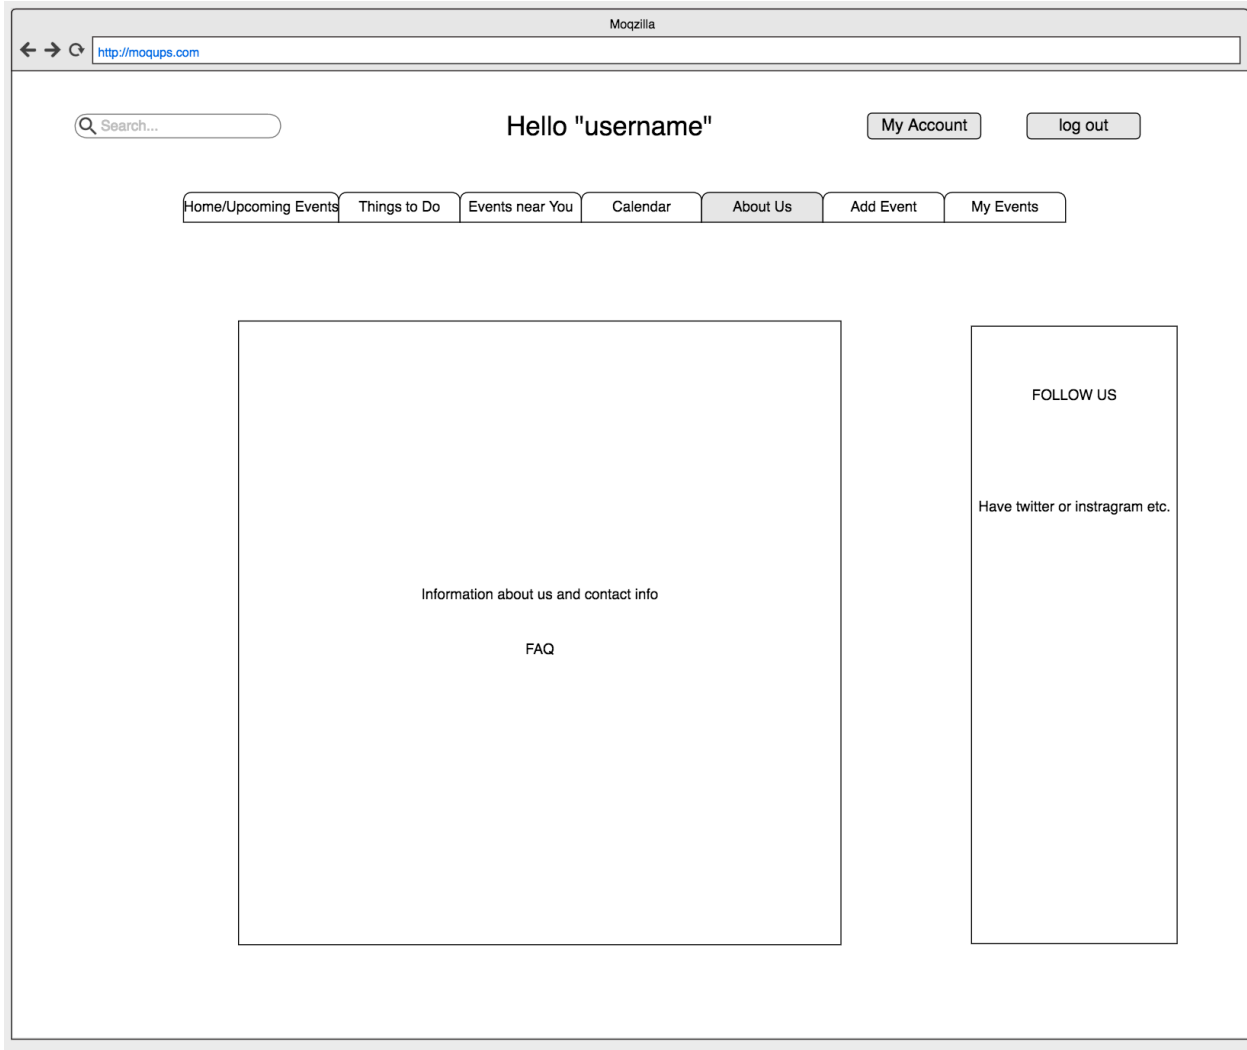 Moqzilla
http://moqups.com
Search...
Hello "username"
My Account
log out
Home/Upcoming Events
Things to Do
Events near You
Calendar
About Us
Add Event
My Events
FOLLOW US
Have twitter or instragram etc.
Information about us and contact info
FAQ